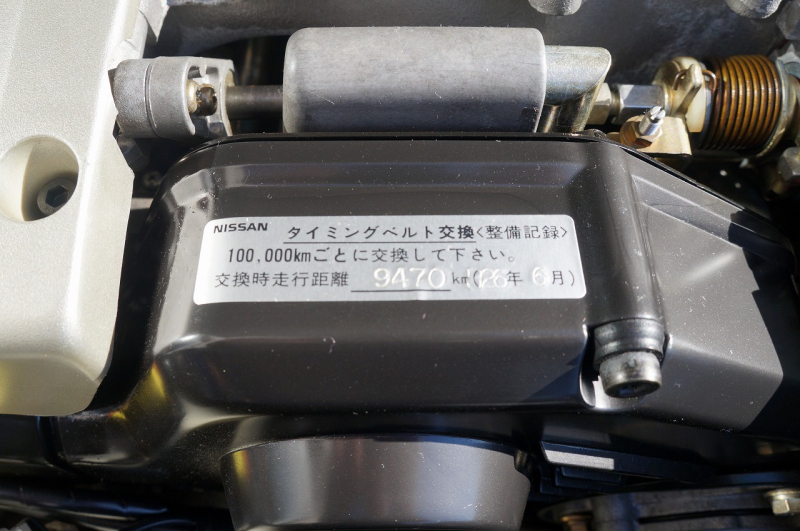 NISSAN タイミングベルト交換<整備記録>
100,000kmごとに交換して下さい。
交換時走行距離 9470 km('26年 6月)